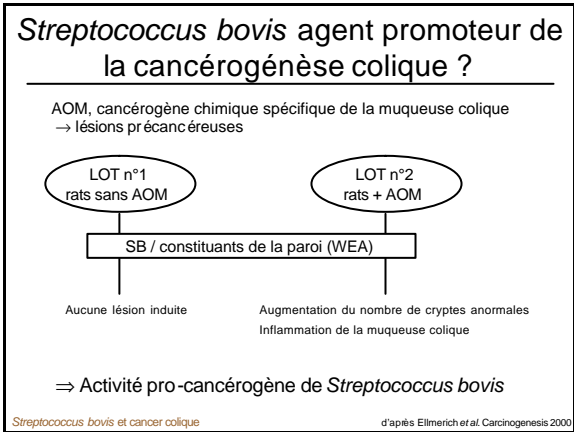 Streptococcus bovis agent promoteur de
la cancérogénèse colique ?
AOM, cancérogène chimique spécifique de la muqueuse colique
→ lésions précancéreuses
LOT n°1
rats sans AOM
LOT n°2
rats + AOM
SB / constituants de la paroi (WEA)
Aucune lésion induite
Augmentation du nombre de cryptes anormales
Inflammation de la muqueuse colique
⇒ Activité pro-cancérogène de Streptococcus bovis
Streptococcus bovis et cancer colique
d'après Ellmerich et al. Carcinogenesis 2000